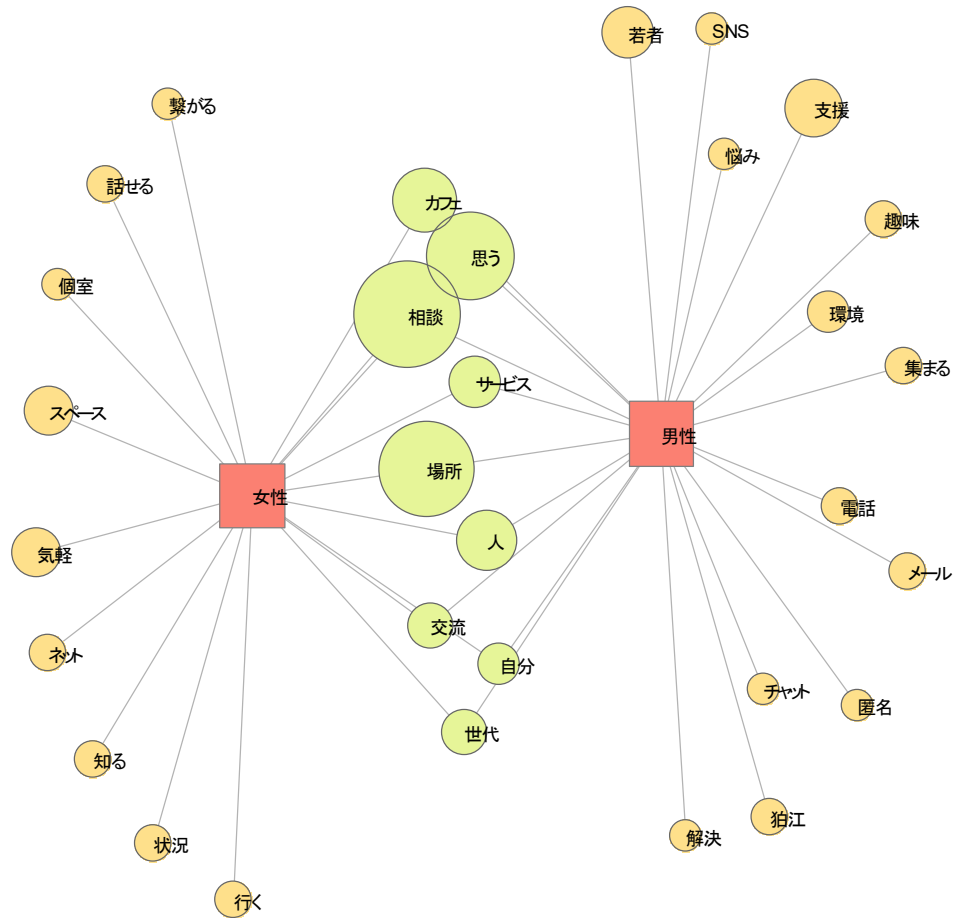 若者
SNS
繋がる
支援
悩み
話せる
カフェ
趣味
思う
個室
環境
相談
集まる
サービス
スペース
男性
場所
女性
電話
人
気軽
メール
交流
ネット
自分
チャット
匿名
世代
知る
狛江
解決
状況
行く